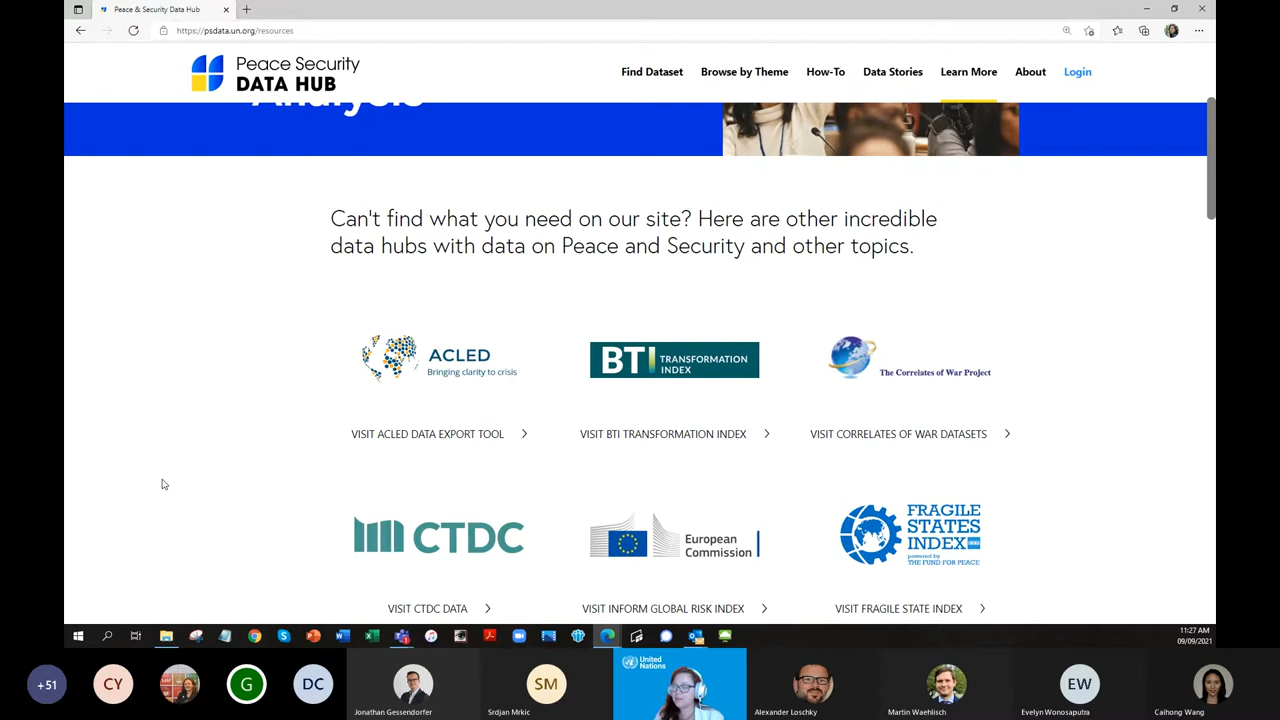 Peace & Security Data Hub
https://psdata.un.org/resources
Peace Security
DATA HUB
Find Dataset
Browse by Theme
How-To
Data Stories
Learn More
About
Login
Analysis
Can't find what you need on our site? Here are other incredible
data hubs with data on Peace and Security and other topics.
ACLED
Bringing clarity to crisis
BTI TRANSFORMATION
INDEX
The Correlates of War Project
VISIT ACLED DATA EXPORT TOOL
VISIT BTI TRANSFORMATION INDEX
VISIT CORRELATES OF WAR DATASETS
CTDC
European
Commission
FRAGILE
STATES
INDEX
powered by
THE FUND FOR PEACE
VISIT CTDC DATA
VISIT INFORM GLOBAL RISK INDEX
VISIT FRAGILE STATE INDEX
11:27 AM
09/09/2021
+51
CY
G
DC
Jonathan Gessendorfer
SM
Srdjan Mrkic
United
Nations
Alexander Loschky
Martin Waehlisch
EW
Evelyn Wonosaputra
Caihong Wang